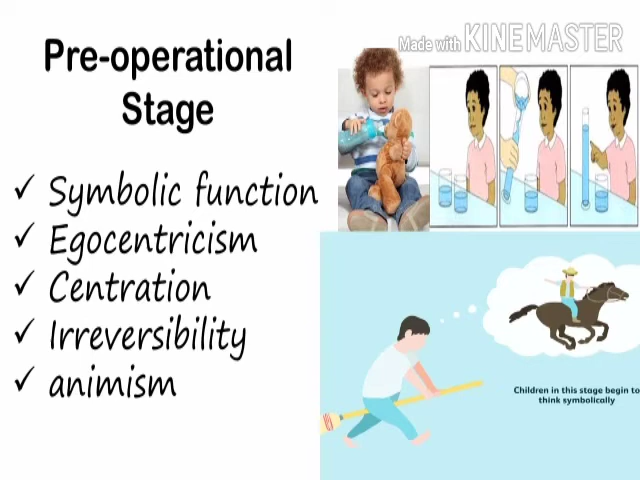 Made with KINEMASTER
Pre-operational
Stage
✓ Symbolic function
✓ Egocentricism
✓ Centration
✓ Irreversibility
✓ animism
Children in this stage begin to
think symbolically